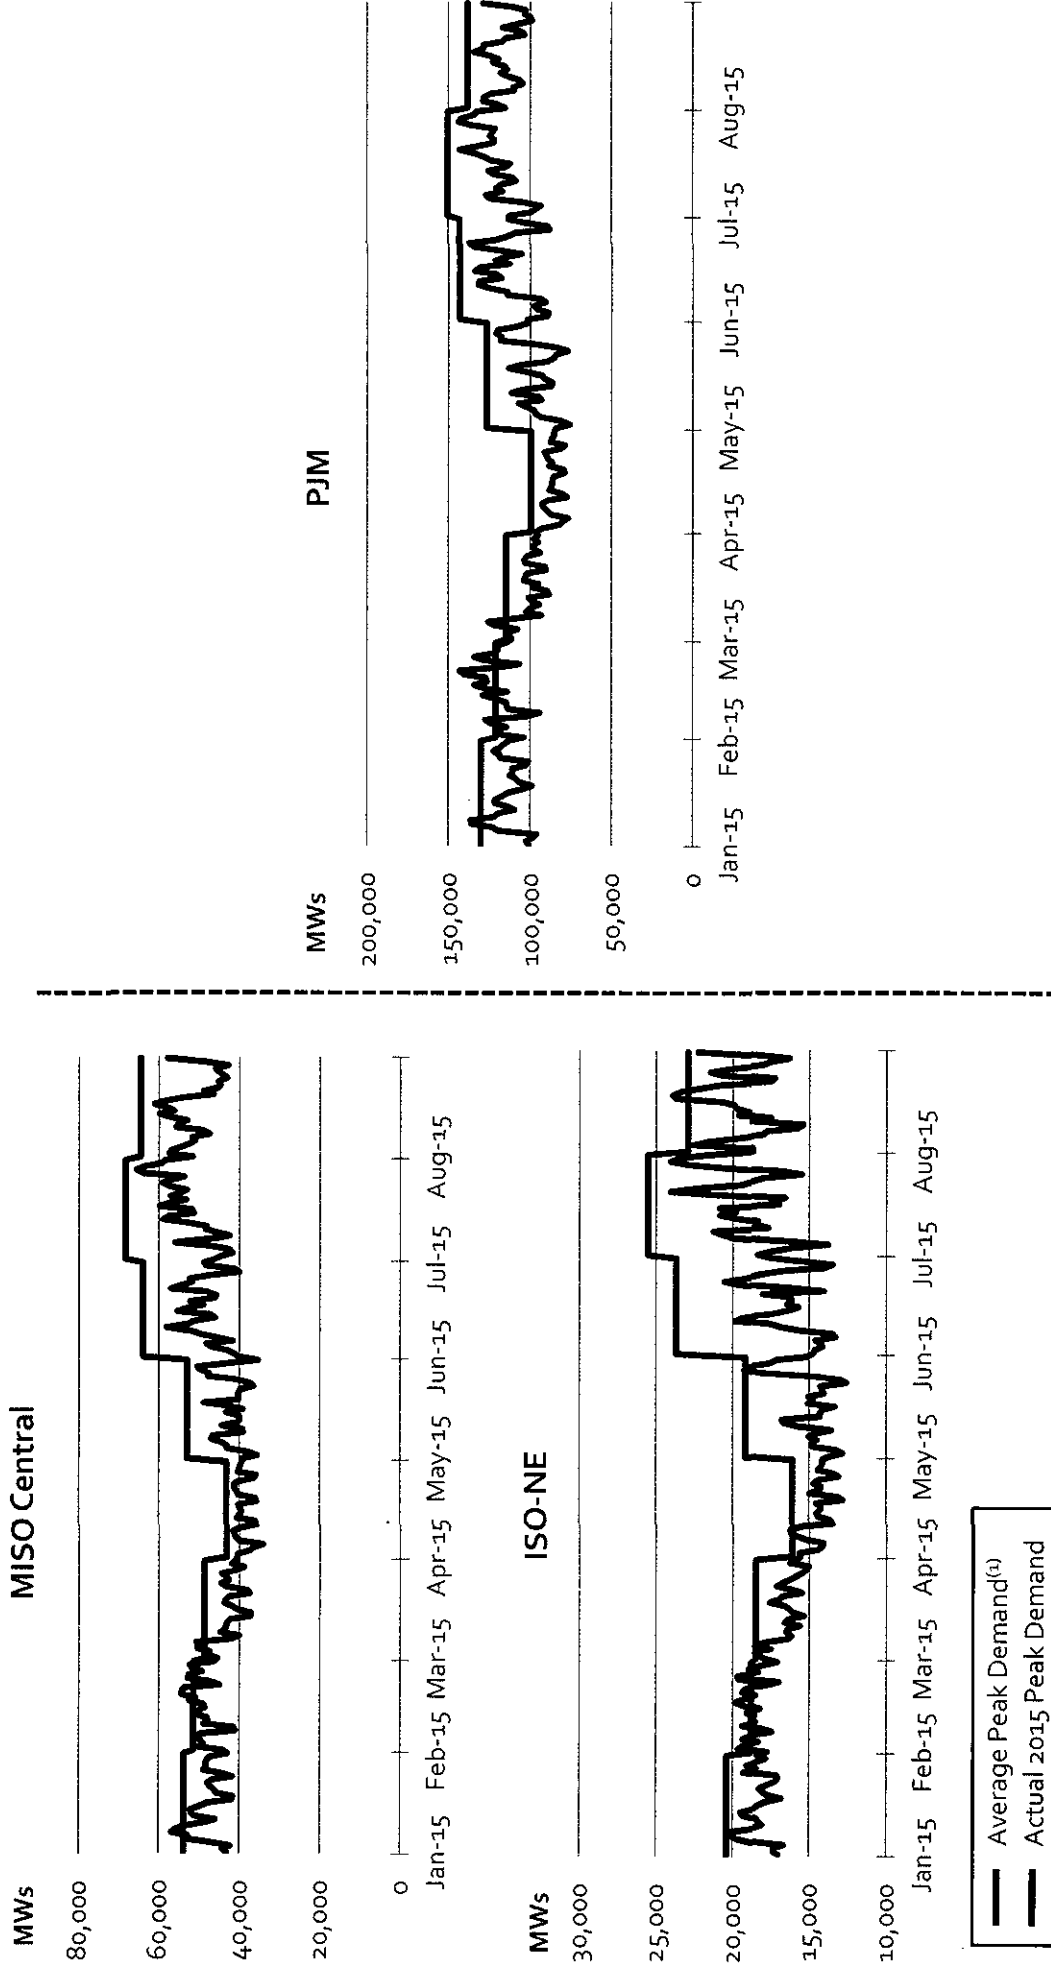 MISO Central
MWs
80,000
60,000
40,000
20,000
0
Jan-15 Feb-15 Mar-15 Apr-15 May-15 Jun-15 Jul-15 Aug-15
ISO-NE
MWs
30,000
25,000
20,000
15,000
10,000
Jan-15 Feb-15 Mar-15 Apr-15 May-15 Jun-15 Jul-15 Aug-15
Average Peak Demand(1)
Actual 2015 Peak Demand
PJM
MWs
200,000
150,000
100,000
50,000
0
Jan-15 Feb-15 Mar-15 Apr-15 May-15 Jun-15 Jul-15 Aug-15